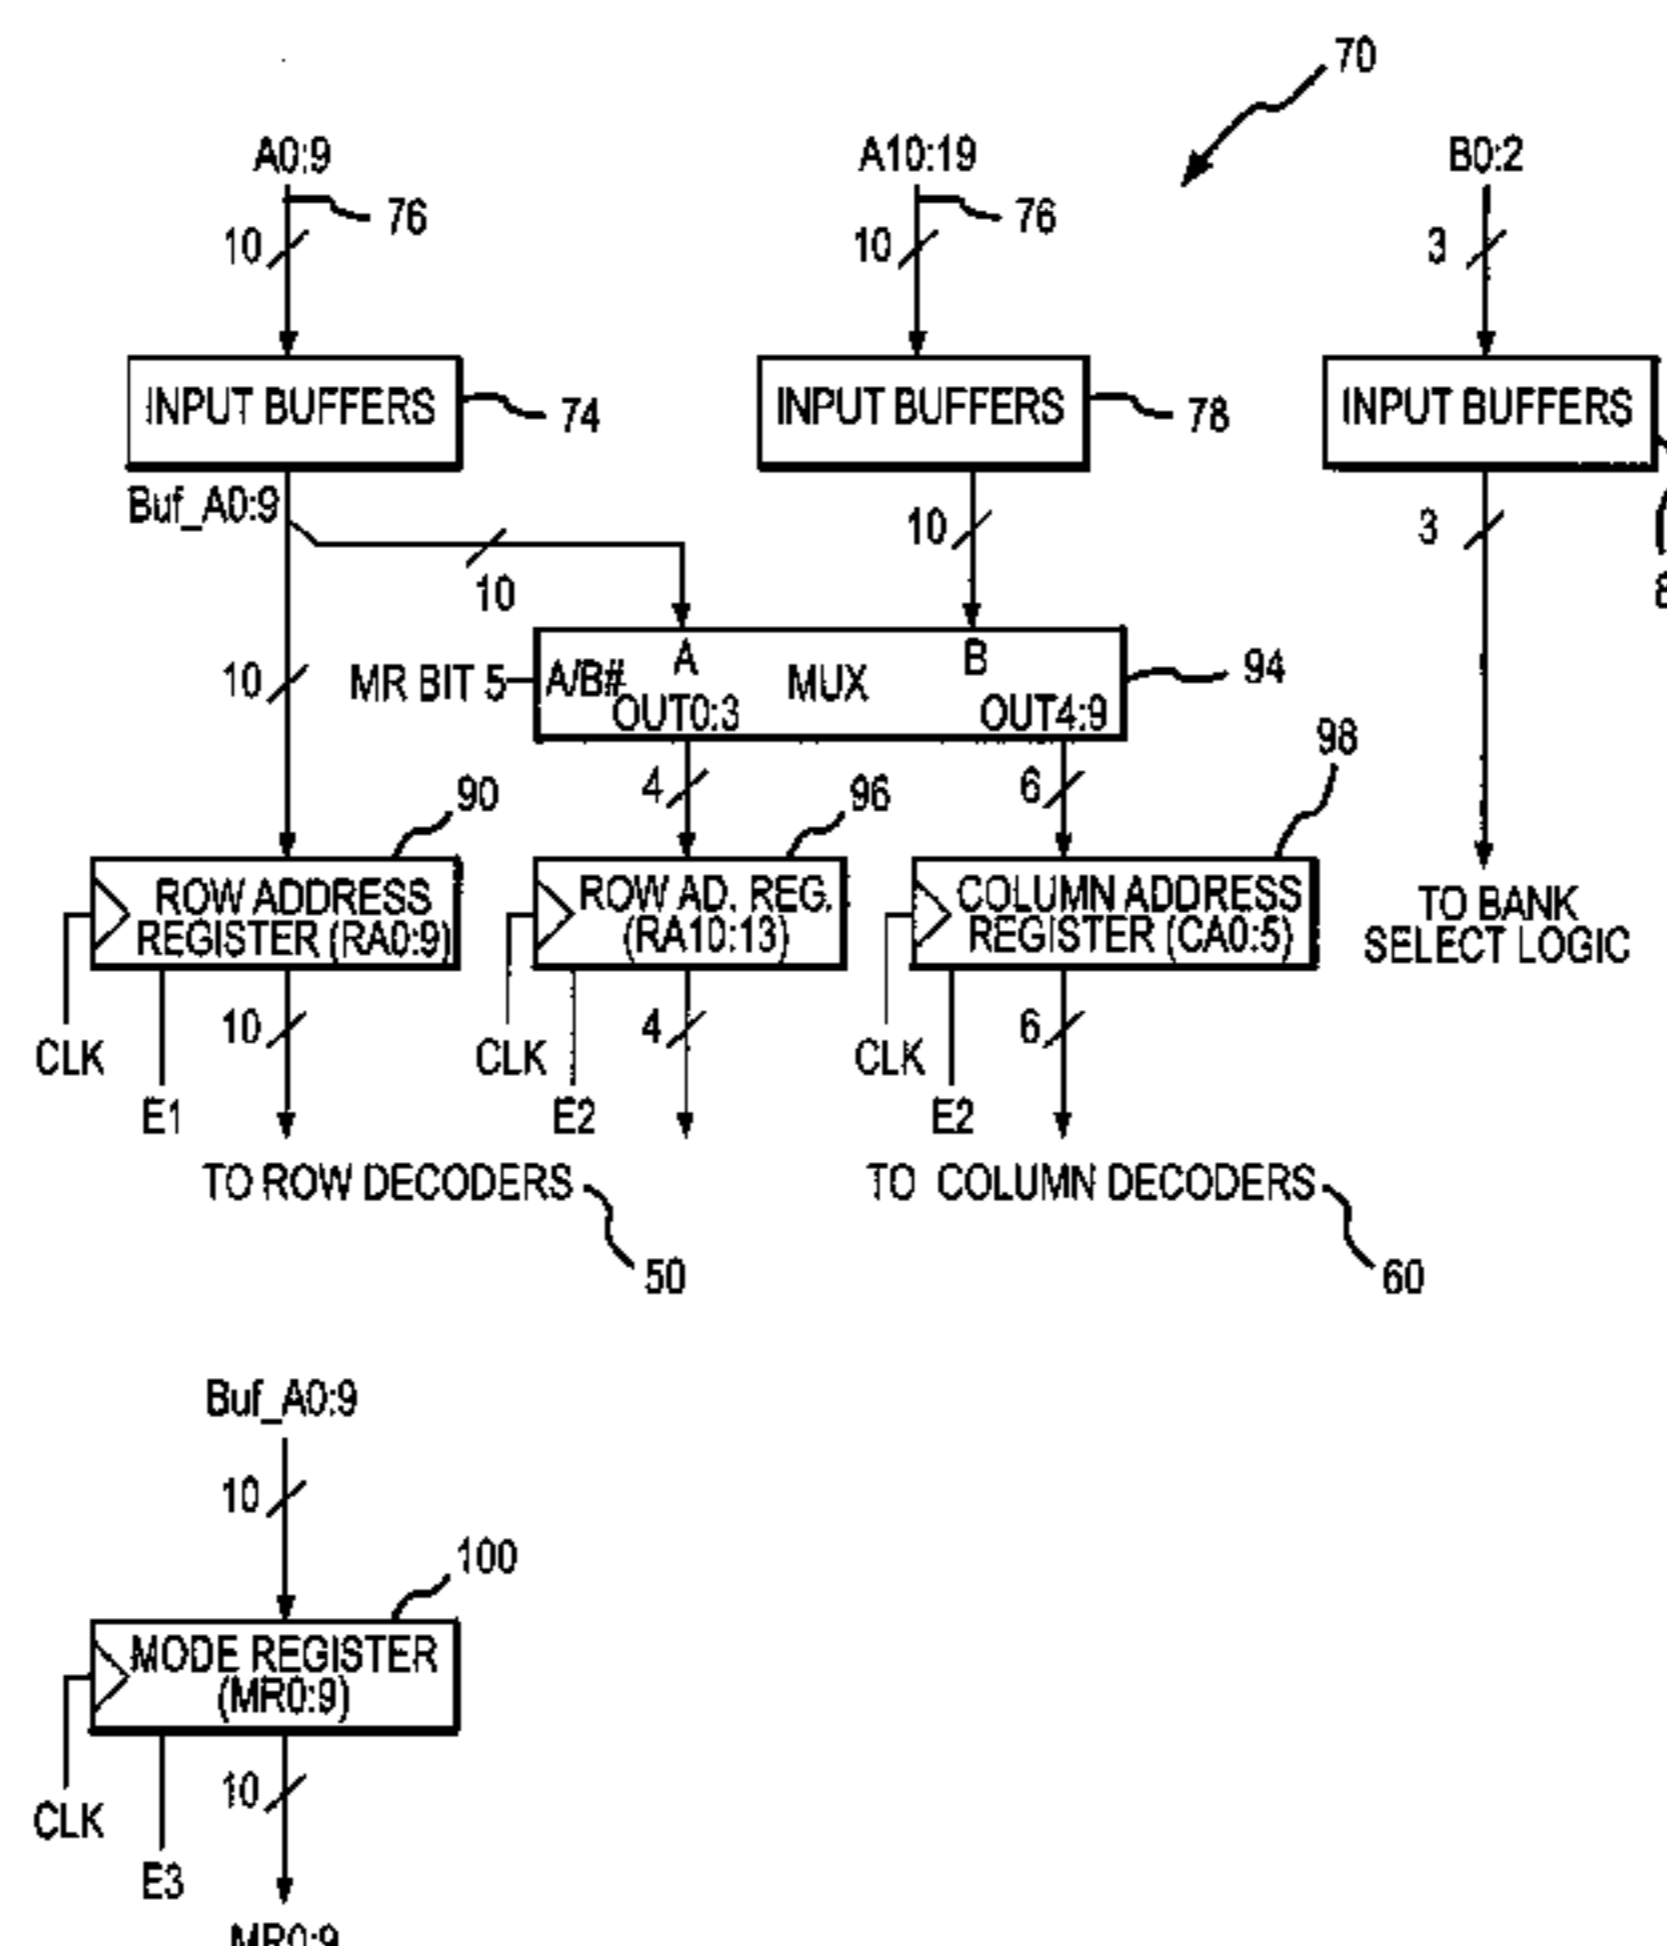 70
A0:9
A10:19
B0:2
76
76
10
10
3
INPUT BUFFERS
74
INPUT BUFFERS
78
INPUT BUFFERS
Buf_A0:9
10
10
3
10
MR BIT 5
A/B#
A
MUX
B
94
OUT0:3
OUT4:9
4
6
90
96
98
ROW ADDRESS
REGISTER (RA0:9)
ROW AD. REG.
(RA10:13)
COLUMN ADDRESS
REGISTER (CA0:5)
TO BANK
SELECT LOGIC
CLK
E1
10
CLK
E2
4
CLK
E2
6
TO ROW DECODERS
50
TO COLUMN DECODERS
60
Buf_A0:9
10
100
MODE REGISTER
(MR0:9)
CLK
E3
10
MR0:9